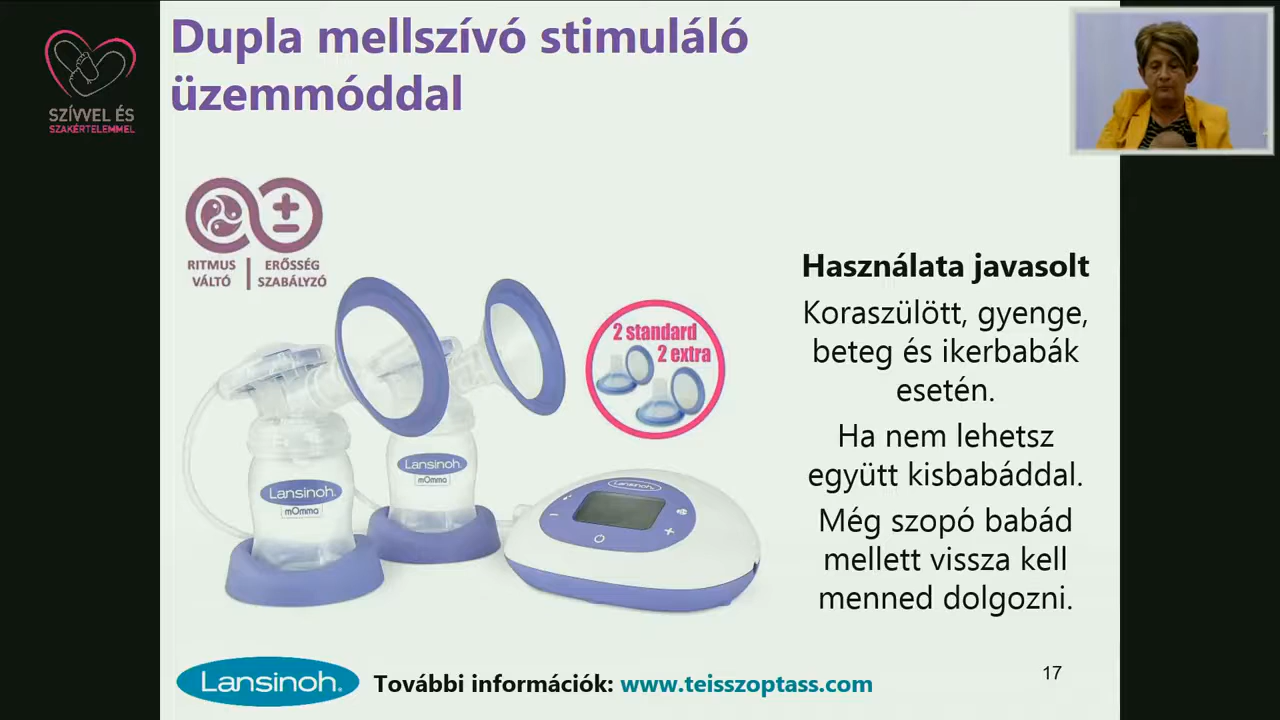 Dupla mellszívó stimuláló
üzemmóddal
SZÍVVEL ÉS
SZAKÉRTELEMMEL
RITMUS
VÁLTÓ
ERŐSSÉG
SZABÁLYZÓ
2 standard
2 extra
Használata javasolt
Koraszülött, gyenge,
beteg és ikerbabák
esetén.
Ha nem lehetsz
együtt kisbabáddal.
Még szopó babád
mellett vissza kell
menned dolgozni.
Lansinoh®
mOmma
Lansinoh®
mOmma
Lansinoh
Lansinoh®
További információk: www.teisszoptass.com
17